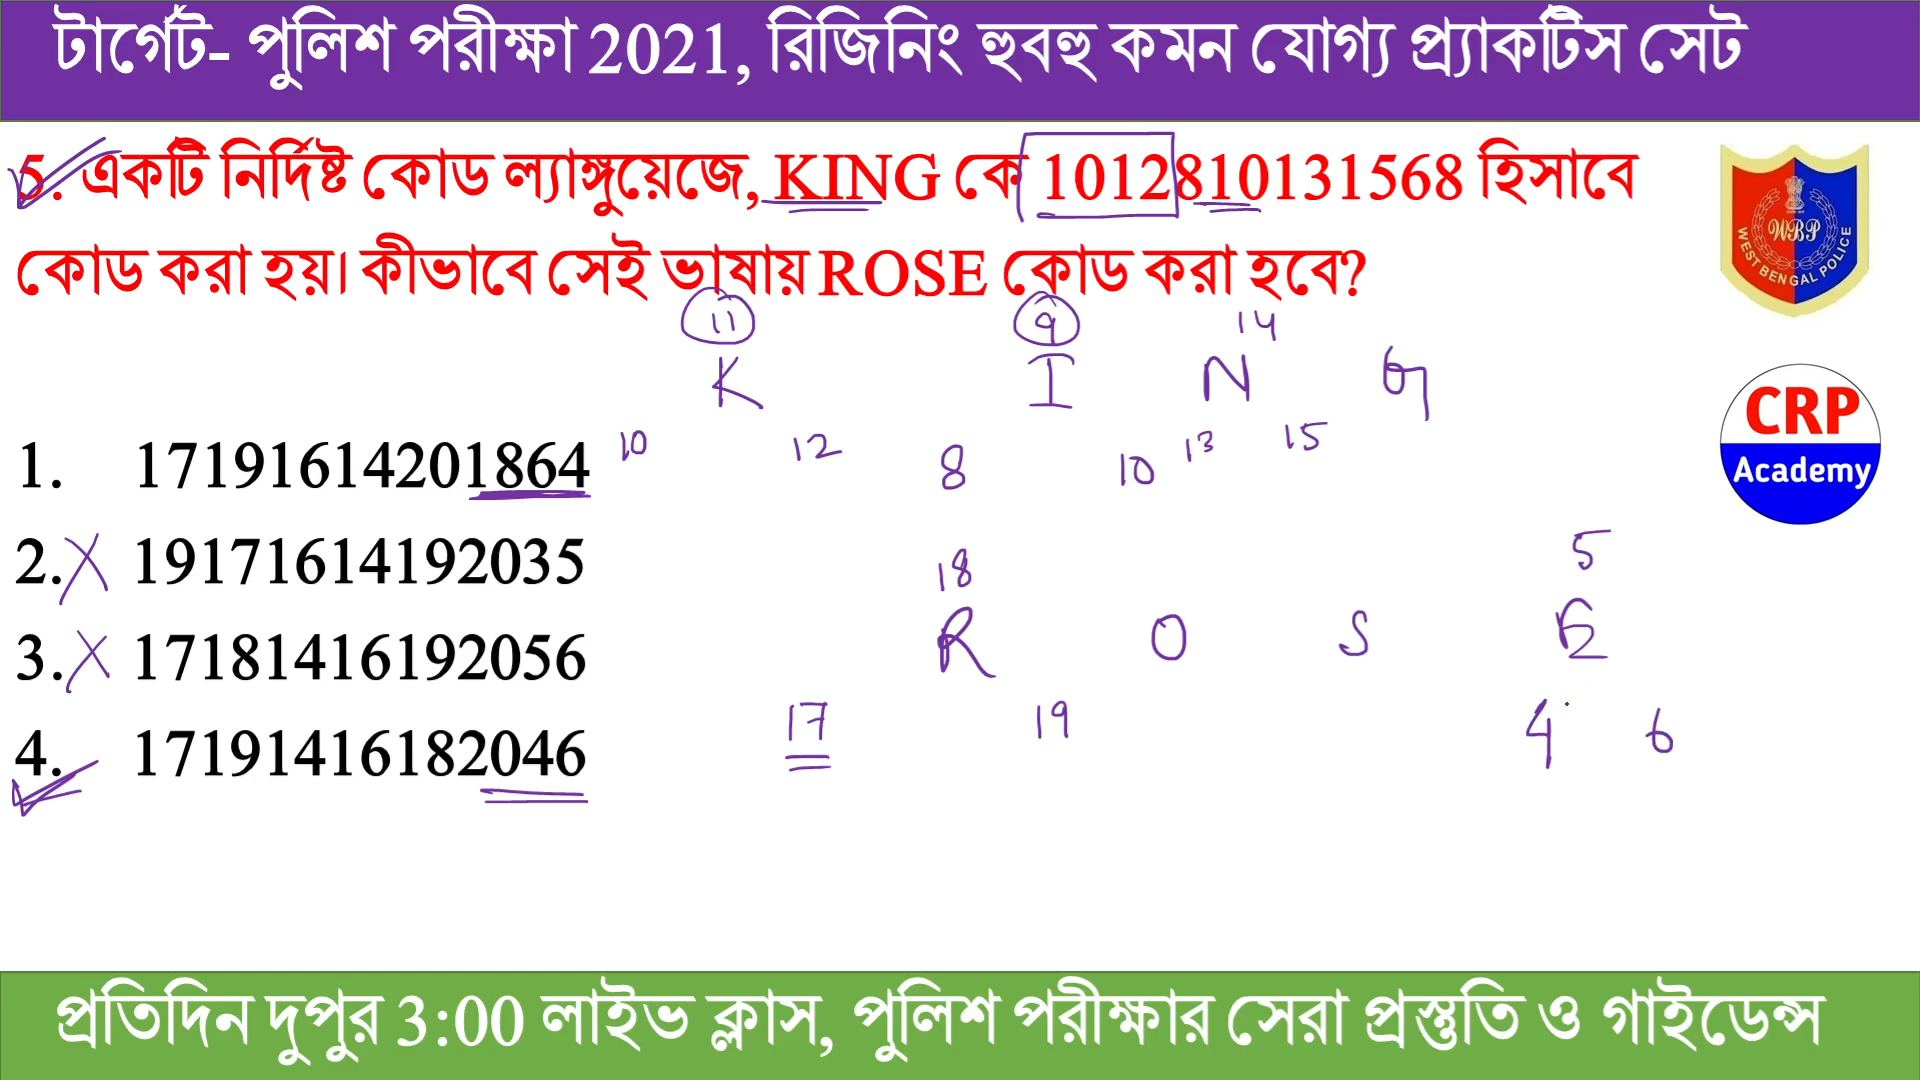 টার্গেট- পুলিশ পরীক্ষা 2021, রিজিনিং হুবহু কমন যোগ্য প্র্যাকটিস সেট
5. একটি নির্দিষ্ট কোড ল্যাঙ্গুয়েজে, KING কে 1012810131568 হিসাবে
কোড করা হয়। কীভাবে সেই ভাষায় ROSE কোড করা হবে?
WBP
WEST BENGAL POLICE
11 9 14
K I N G
1. 17191614201864
10 12 8 10 13 15
CRP
Academy
2. 19171614192035
18 5
3. 17181416192056
R O S E
4. 17191416182046
17 19 4 6
প্রতিদিন দুপুর 3:00 লাইভ ক্লাস, পুলিশ পরীক্ষার সেরা প্রস্তুতি ও গাইডেন্স